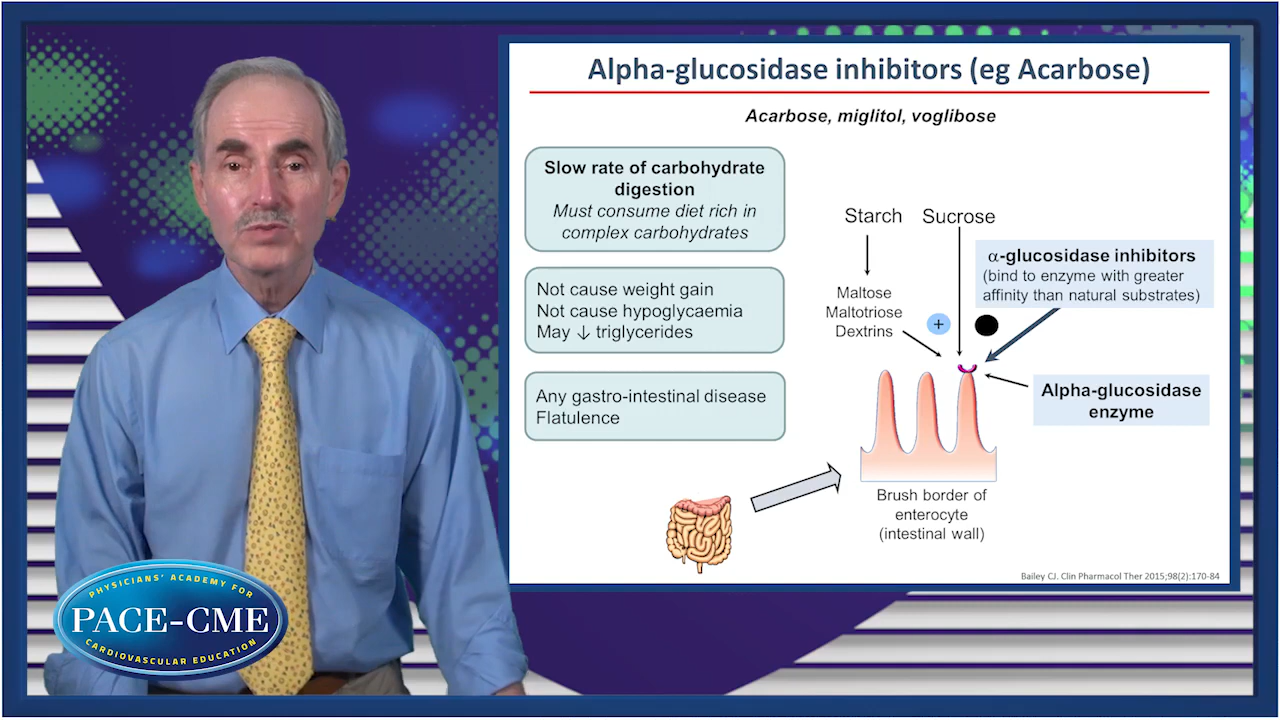 Alpha-glucosidase inhibitors (eg Acarbose)
Acarbose, miglitol, voglibose
Slow rate of carbohydrate
digestion
Must consume diet rich in
complex carbohydrates
Not cause weight gain
Not cause hypoglycaemia
May ↓ triglycerides
Any gastro-intestinal disease
Flatulence
Starch
Sucrose
α-glucosidase inhibitors
(bind to enzyme with greater
affinity than natural substrates)
Maltose
Maltotriose
Dextrins
+
Alpha-glucosidase
enzyme
Brush border of
enterocyte
(intestinal wall)
Bailey CJ. Clin Pharmacol Ther 2015;98(2):170-84
PHYSICIANS' ACADEMY FOR
PACE-CME
CARDIOVASCULAR EDUCATION